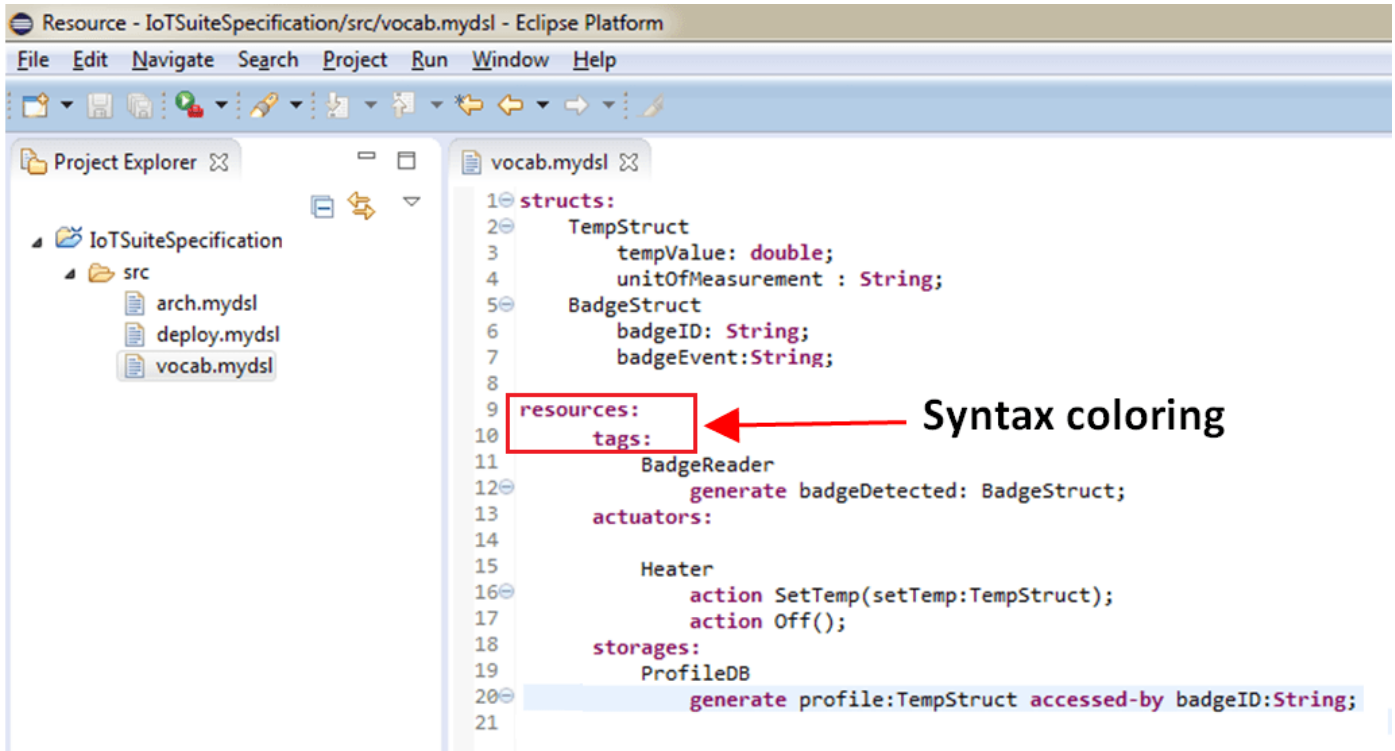 Resource - IoTSuiteSpecification/src/vocab.mydsl - Eclipse Platform
File Edit Navigate Search Project Run Window Help
Project Explorer
IoTSuiteSpecification
src
arch.mydsl
deploy.mydsl
vocab.mydsl
vocab.mydsl
1 structs:
2 TempStruct
3 tempValue: double;
4 unitOfMeasurement : String;
5 BadgeStruct
6 badgeID: String;
7 badgeEvent:String;
8
9 resources:
10 tags:
11 BadgeReader
12 generate badgeDetected: BadgeStruct;
13 actuators:
14
15 Heater
16 action SetTemp(setTemp:TempStruct);
17 action Off();
18 storages:
19 ProfileDB
20 generate profile:TempStruct accessed-by badgeID:String;
21
Syntax coloring